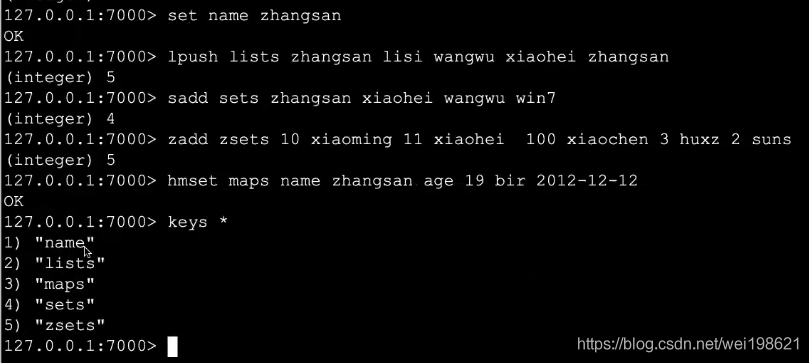 127.0.0.1:7000> set name zhangsan
OK
127.0.0.1:7000> lpush lists zhangsan lisi wangwu xiaohei zhangsan
(integer) 5
127.0.0.1:7000> sadd sets zhangsan xiaohei wangwu win7
(integer) 4
127.0.0.1:7000> zadd zsets 10 xiaoming 11 xiaohei  100 xiaochen 3 huxz 2 suns
(integer) 5
127.0.0.1:7000> hmset maps name zhangsan age 19 bir 2012-12-12
OK
127.0.0.1:7000> keys *
1) "name"
2) "lists"
3) "maps"
4) "sets"
5) "zsets"
127.0.0.1:7000>
https://blog.csdn.net/wei198621